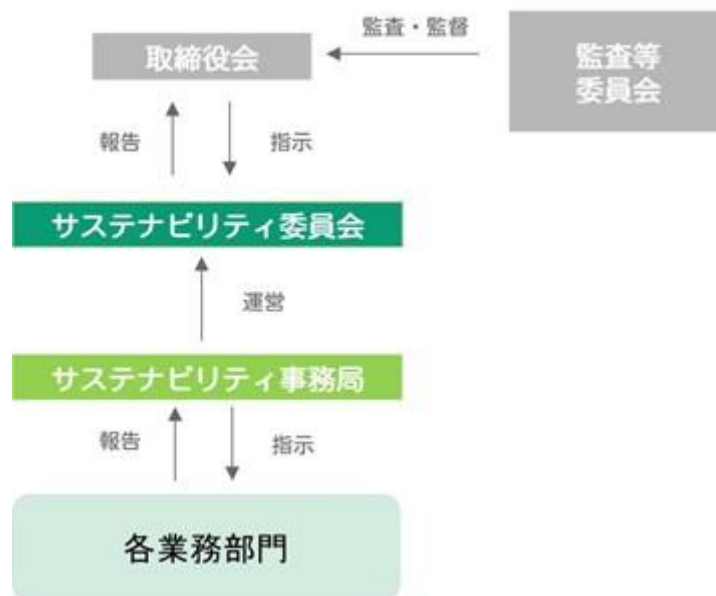 監査・監督
取締役会
監査等
委員会
報告
指示
サステナビリティ委員会
運営
サステナビリティ事務局
報告
指示
各業務部門